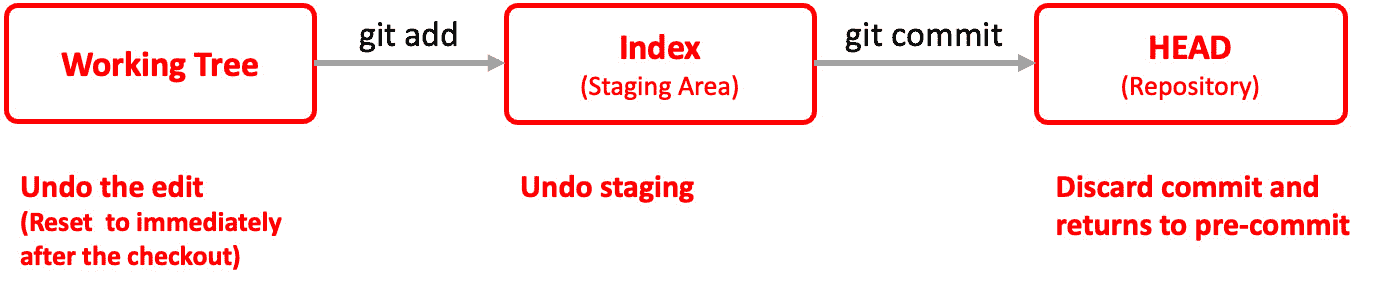 git add
git commit
Working Tree
Index
(Staging Area)
HEAD
(Repository)
Undo the edit
(Reset  to immediately
after the checkout)
Undo staging
Discard commit and
returns to pre-commit